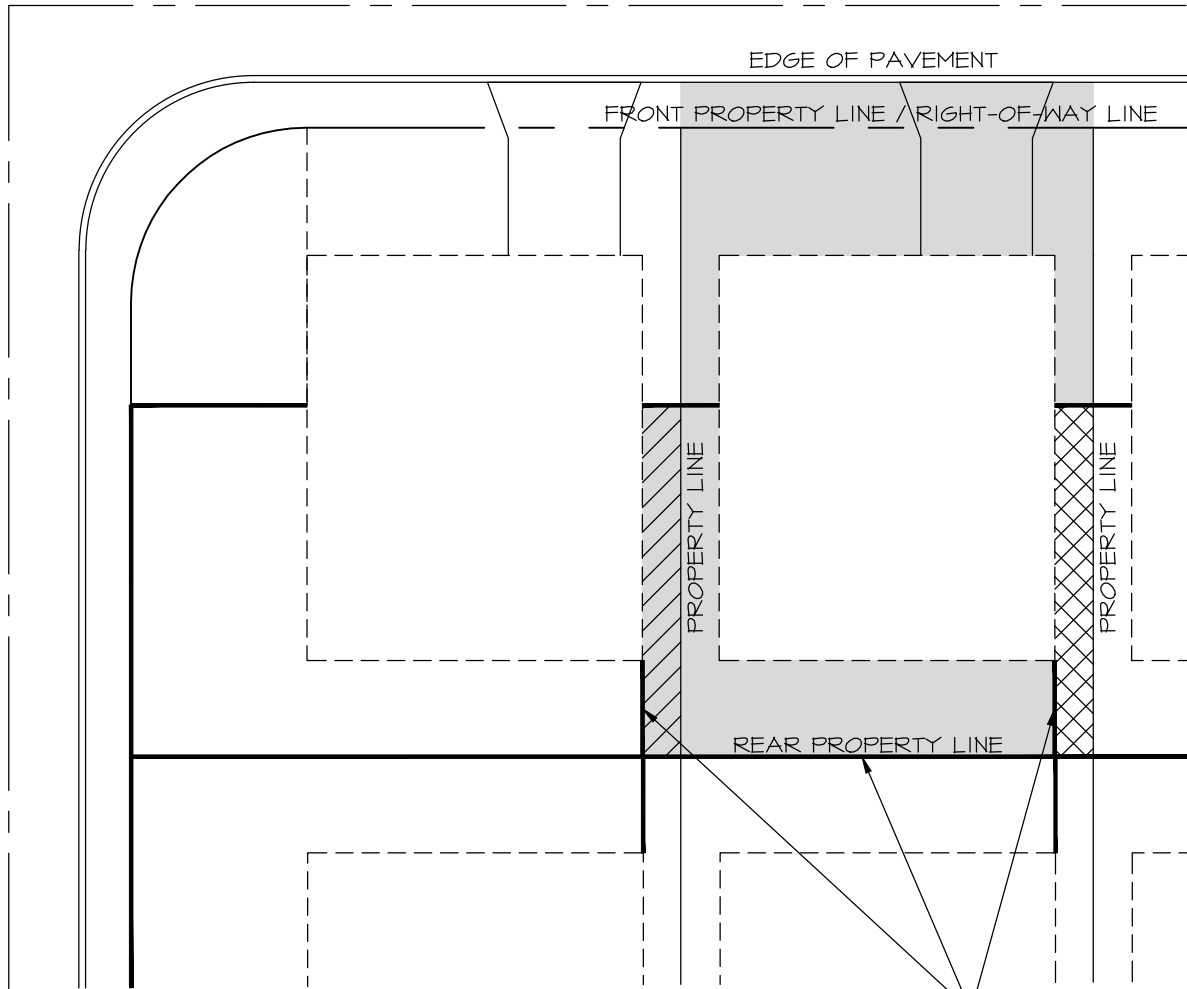 EDGE OF PAVEMENT
FRONT PROPERTY LINE / RIGHT-OF-WAY LINE
PROPERTY LINE
PROPERTY LINE
REAR PROPERTY LINE